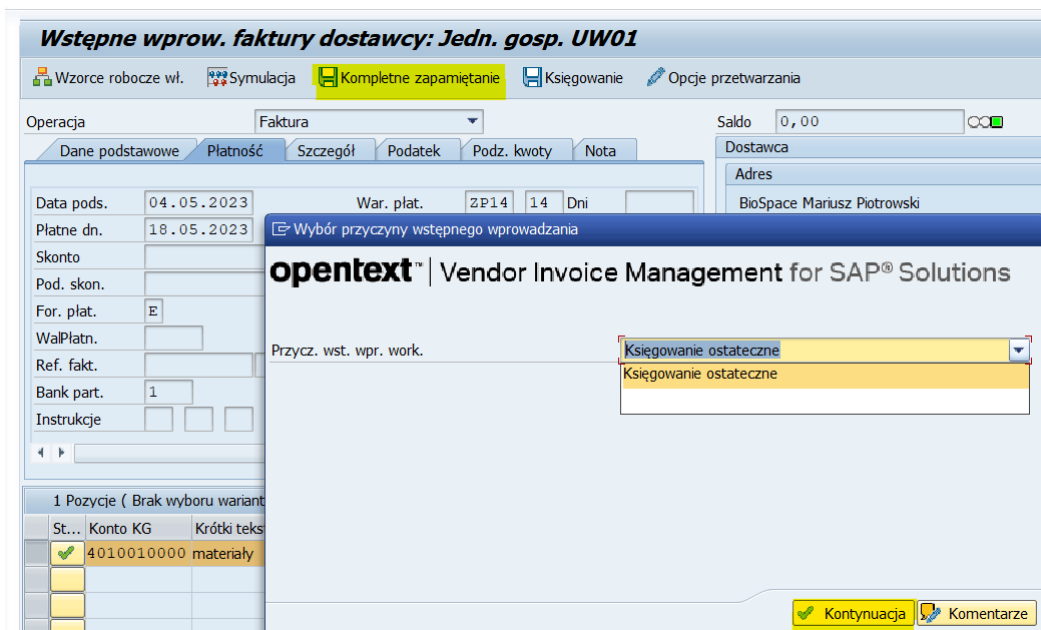 Wstępne wprow. faktury dostawcy: Jedn. gosp. UW01
Wzorce robocze wł. Symulacja Kompletne zapamiętanie Księgowanie Opcje przetwarzania
Operacja Faktura Saldo 0,00
Dane podstawowe Płatność Szczegół Podatek Podz. kwoty Nota
Dostawca
Adres
BioSpace Mariusz Piotrowski
Data pods. 04.05.2023 War. płat. ZP14 14 Dni
Płatne dn. 18.05.2023
Skonto
Pod. skon.
For. płat. E
WalPłatn.
Ref. fakt.
Bank part. 1
Instrukcje
Wybór przyczyny wstępnego wprowadzania
opentext™ | Vendor Invoice Management for SAP® Solutions
Przycz. wst. wpr. work. Księgowanie ostateczne
Księgowanie ostateczne
1 Pozycje ( Brak wyboru wariant
St... Konto KG Krótki teks
4010010000 materiały
Kontynuacja Komentarze